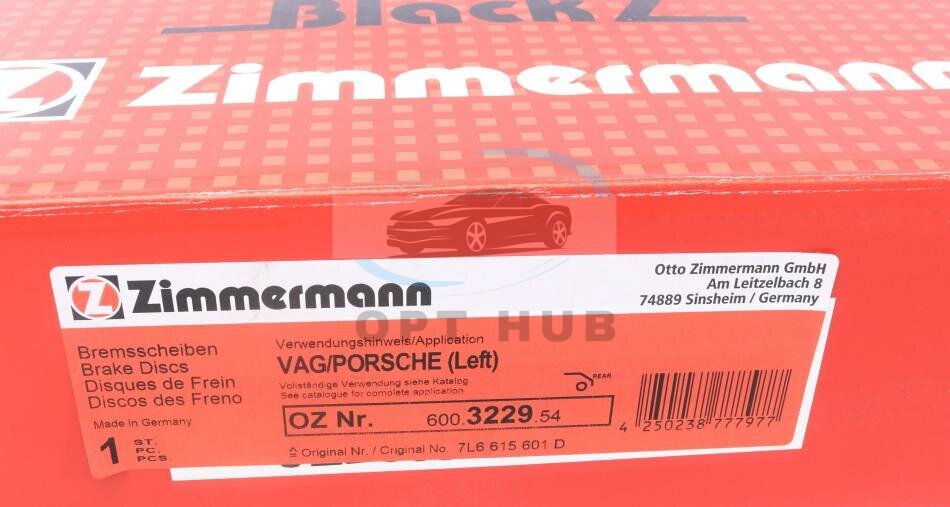 Black Z
Zimmermann
Zimmermann
Otto Zimmermann GmbH
Am Leitzelbach 8
74889 Sinsheim / Germany
OPT HUB
Bremsscheiben
Brake Discs
Disques de Frein
Discos des Freno
Made in Germany
1 ST.
PC.
PCS.
Verwendungshinweis/Application
VAG/PORSCHE (Left)
Vollständige Verwendung siehe Katalog
See catalogue for complete application
REAR
OZ Nr. 600.3229.54
≙ Original Nr. / Original No. 7L6 615 601 D
4 250238 777977